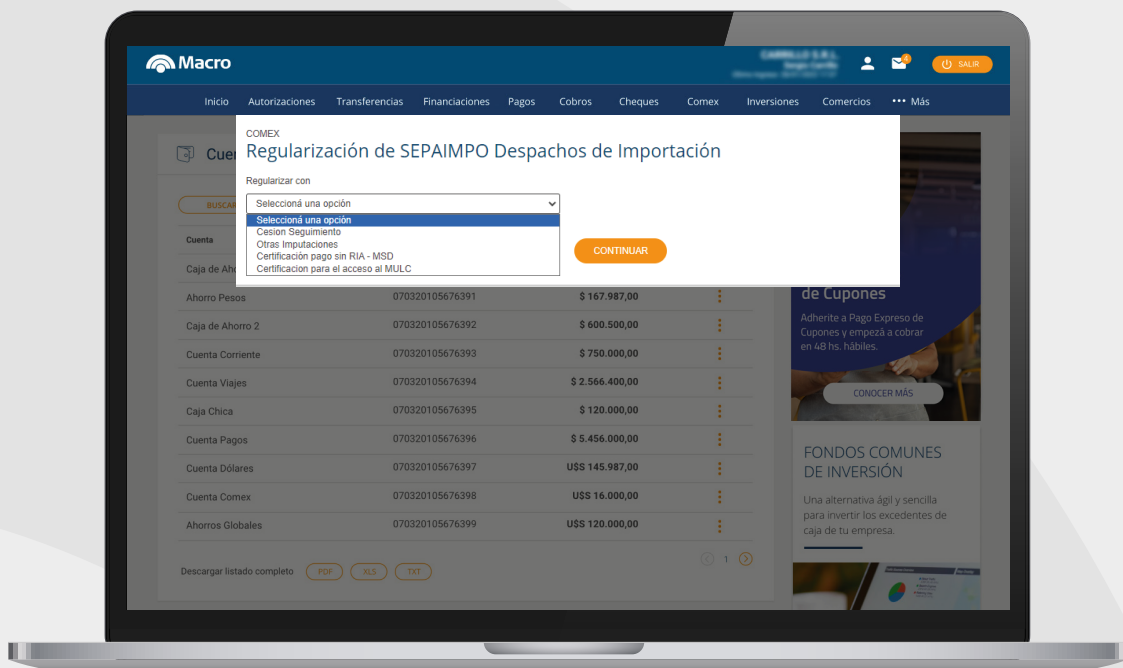 Macro
4
SALIR
Inicio Autorizaciones Transferencias Financiaciones Pagos Cobros Cheques Comex Inversiones Comercios ••• Más
COMEX
Regularización de SEPAIMPO Despachos de Importación
Regularizar con
Seleccioná una opción
Seleccioná una opción
Cesion Seguimiento
Otras Imputaciones
Certificación pago sin RIA - MSD
Certificacion para el acceso al MULC
CONTINUAR
Cuenta
Ahorro Pesos 070320105676391 $ 167.987,00
Caja de Ahorro 2 070320105676392 $ 600.500,00
Cuenta Corriente 070320105676393 $ 750.000,00
Cuenta Viajes 070320105676394 $ 2.566.400,00
Caja Chica 070320105676395 $ 120.000,00
Cuenta Pagos 070320105676396 $ 5.456.000,00
Cuenta Dólares 070320105676397 U$S 145.987,00
Cuenta Comex 070320105676398 U$S 16.000,00
Ahorros Globales 070320105676399 U$S 120.000,00
1
Descargar listado completo PDF XLS TXT
de Cupones
Adherite a Pago Expreso de
Cupones y empezá a cobrar
en 48 hs. hábiles.
CONOCER MÁS
FONDOS COMUNES
DE INVERSIÓN
Una alternativa ágil y sencilla
para invertir los excedentes de
caja de tu empresa.